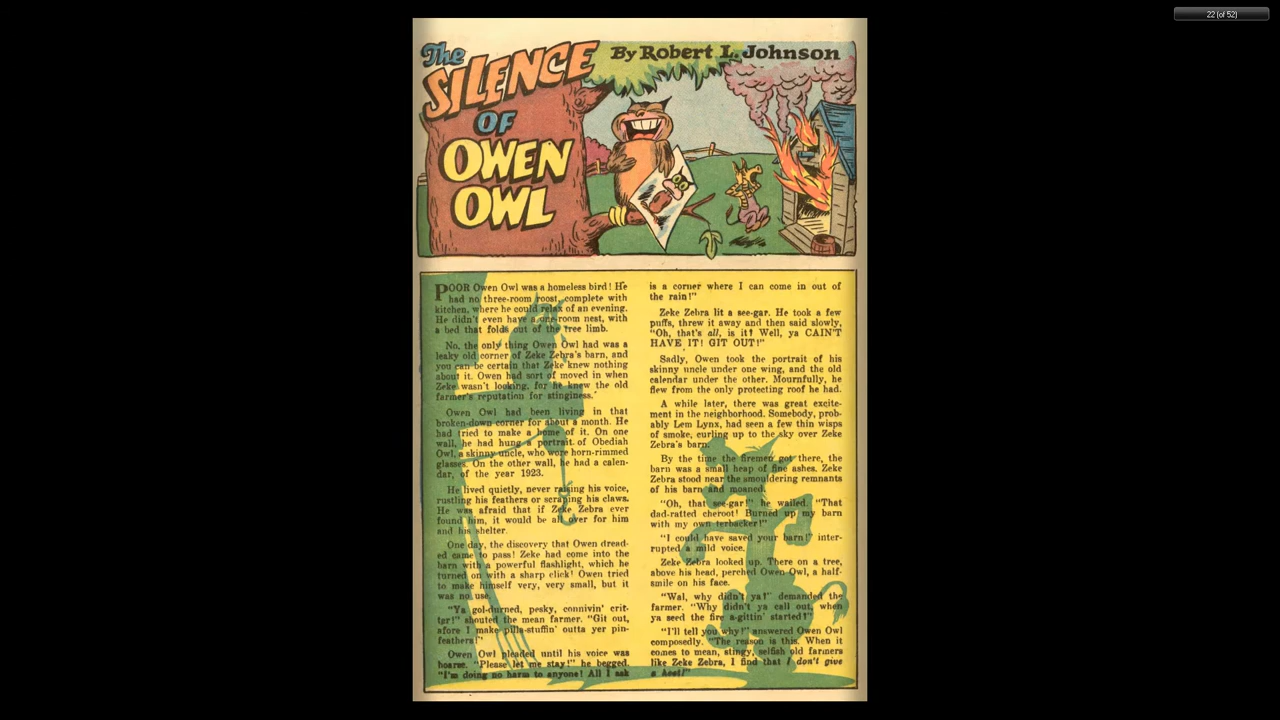 22 (of 52)
The
SILENCE
OF
OWEN
OWL
By Robert L. Johnson
POOR Owen Owl was a homeless bird! He
had no three-room roost, complete with
kitchen, where he could relax of an evening.
He didn't even have a one-room nest, with
a bed that folds out of the tree limb.
No, the only thing Owen Owl had was a
leaky old corner of Zeke Zebra's barn, and
you can be certain that Zeke knew nothing
about it. Owen had sort of moved in when
Zeke wasn't looking, for he knew the old
farmer's reputation for stinginess.
Owen Owl had been living in that
broken-down corner for about a month. He
had tried to make a home of it. On one
wall, he had hung a portrait of Obediah
Owl, a skinny uncle, who wore horn-rimmed
glasses. On the other wall, he had a calen-
dar, of the year 1923.
He lived quietly, never raising his voice,
rustling his feathers or scraping his claws.
He was afraid that if Zeke Zebra ever
found him, it would be all over for him
and his shelter.
One day, the discovery that Owen dread-
ed came to pass! Zeke had come into the
barn with a powerful flashlight, which he
turned on with a sharp click! Owen tried
to make himself very, very small, but it
was no use.
"Ya gol-durned, pesky, connivin' crit-
ter!" shouted the mean farmer. "Git out,
afore I make pilla-stuffin' outta yer pin-
feathers!"
Owen Owl pleaded until his voice was
hoarse. "Please let me stay!" he begged.
"I'm doing no harm to anyone! All I ask
is a corner where I can come in out of
the rain!"
Zeke Zebra lit a see-gar. He took a few
puffs, threw it away and then said slowly,
"Oh, that's all, is it? Well, ya CAIN'T
HAVE IT! GIT OUT!"
Sadly, Owen took the portrait of his
skinny uncle under one wing, and the old
calendar under the other. Mournfully, he
flew from the only protecting roof he had.
A while later, there was great excite-
ment in the neighborhood. Somebody, prob-
ably Lem Lynx, had seen a few thin wisps
of smoke, curling up to the sky over Zeke
Zebra's barn.
By the time the firemen got there, the
barn was a small heap of fine ashes. Zeke
Zebra stood near the smouldering remnants
of his barn and moaned.
"Oh, that see-gar!" he wailed. "That
dad-ratted cheroot! Burned up my barn
with my own terbacker!"
"I could have saved your barn!" inter-
rupted a mild voice.
Zeke Zebra looked up. There on a tree,
above his head, perched Owen Owl, a half-
smile on his face.
"Wal, why didn't ya?" demanded the
farmer. "Why didn't ya call out, when
ya seed the fire a-gittin' started?"
"I'll tell you why!" answered Owen Owl
composedly. "The reason is this. When it
comes to mean, stingy, selfish old farmers
like Zeke Zebra, I find that I don't give
a hoot!"